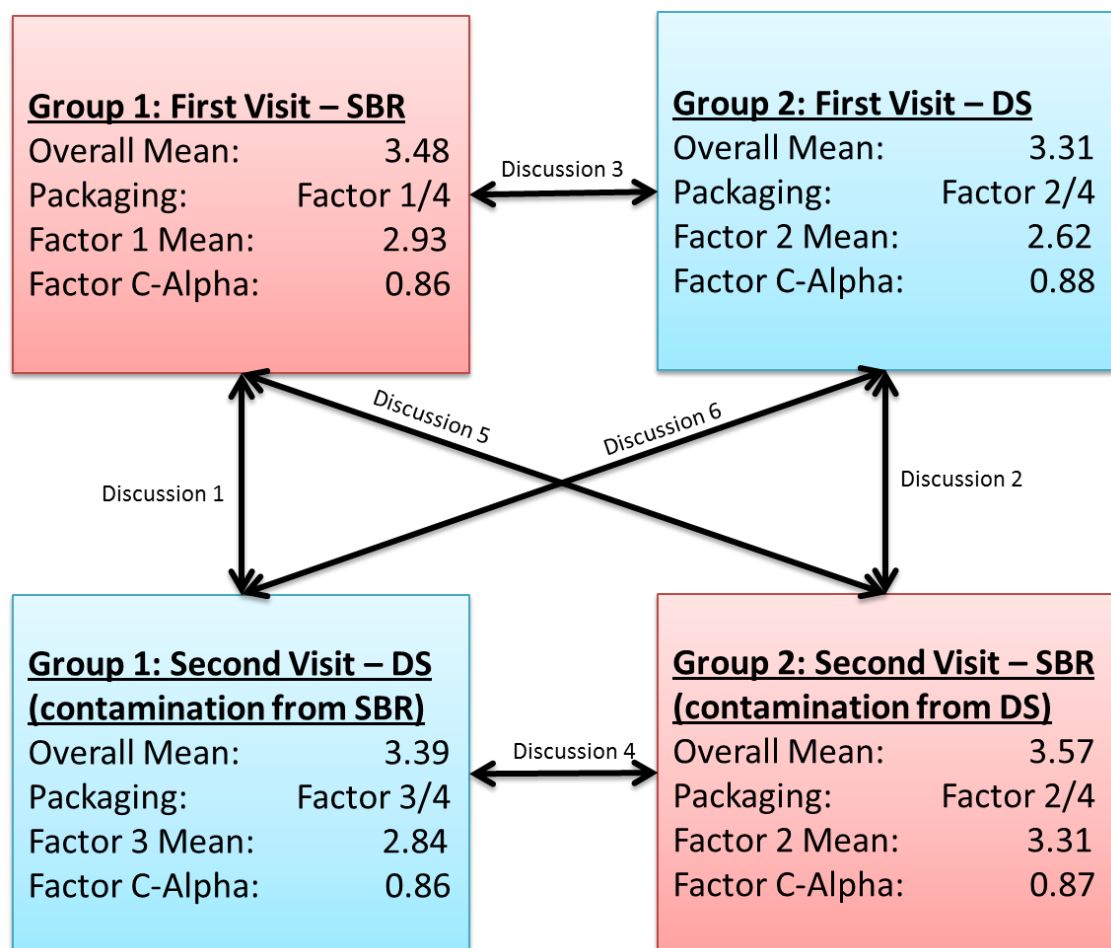 Group 1: First Visit – SBR
Overall Mean: 3.48
Packaging: Factor 1/4
Factor 1 Mean: 2.93
Factor C-Alpha: 0.86
Discussion 3
Group 2: First Visit – DS
Overall Mean: 3.31
Packaging: Factor 2/4
Factor 2 Mean: 2.62
Factor C-Alpha: 0.88
Discussion 5
Discussion 6
Discussion 1
Discussion 2
Group 1: Second Visit – DS
(contamination from SBR)
Overall Mean: 3.39
Packaging: Factor 3/4
Factor 3 Mean: 2.84
Factor C-Alpha: 0.86
Discussion 4
Group 2: Second Visit – SBR
(contamination from DS)
Overall Mean: 3.57
Packaging: Factor 2/4
Factor 2 Mean: 3.31
Factor C-Alpha: 0.87